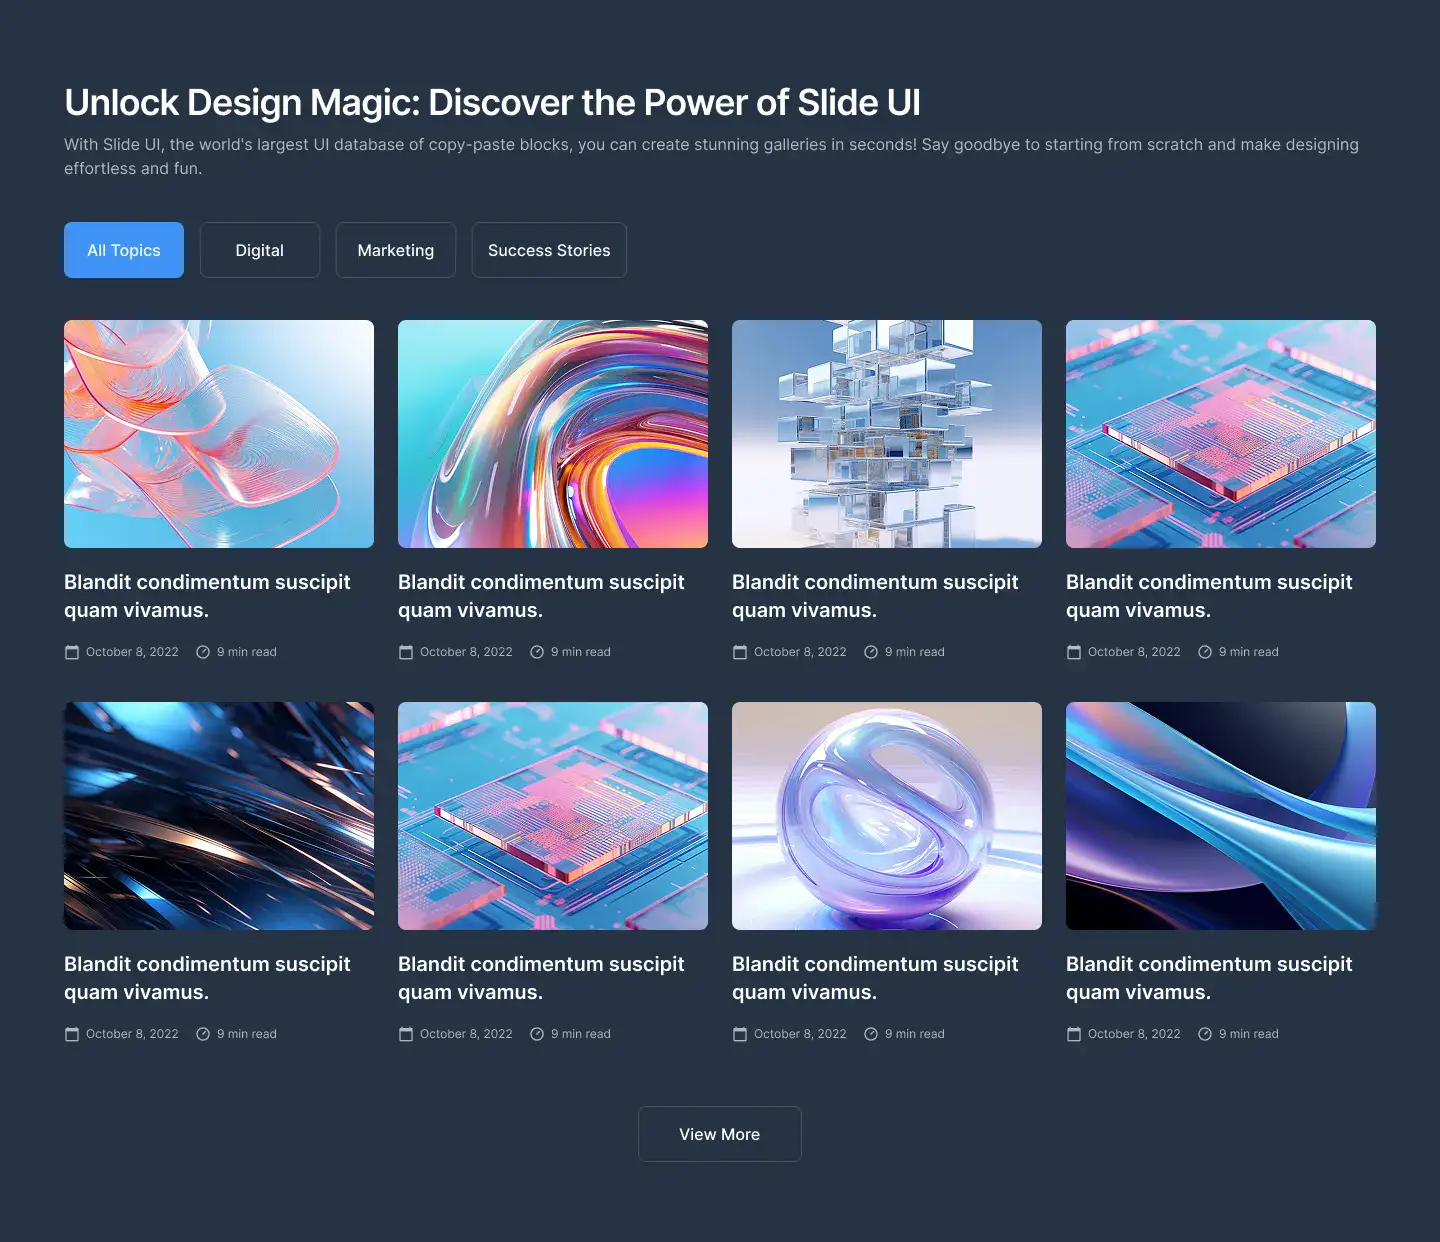 Unlock Design Magic: Discover the Power of Slide UI
With Slide UI, the world's largest UI database of copy-paste blocks, you can create stunning galleries in seconds! Say goodbye to starting from scratch and make designing
effortless and fun.
All Topics
Digital
Marketing
Success Stories
Blandit condimentum suscipit
quam vivamus.
October 8, 2022
9 min read
Blandit condimentum suscipit
quam vivamus.
October 8, 2022
9 min read
Blandit condimentum suscipit
quam vivamus.
October 8, 2022
9 min read
Blandit condimentum suscipit
quam vivamus.
October 8, 2022
9 min read
Blandit condimentum suscipit
quam vivamus.
October 8, 2022
9 min read
Blandit condimentum suscipit
quam vivamus.
October 8, 2022
9 min read
Blandit condimentum suscipit
quam vivamus.
October 8, 2022
9 min read
Blandit condimentum suscipit
quam vivamus.
October 8, 2022
9 min read
View More